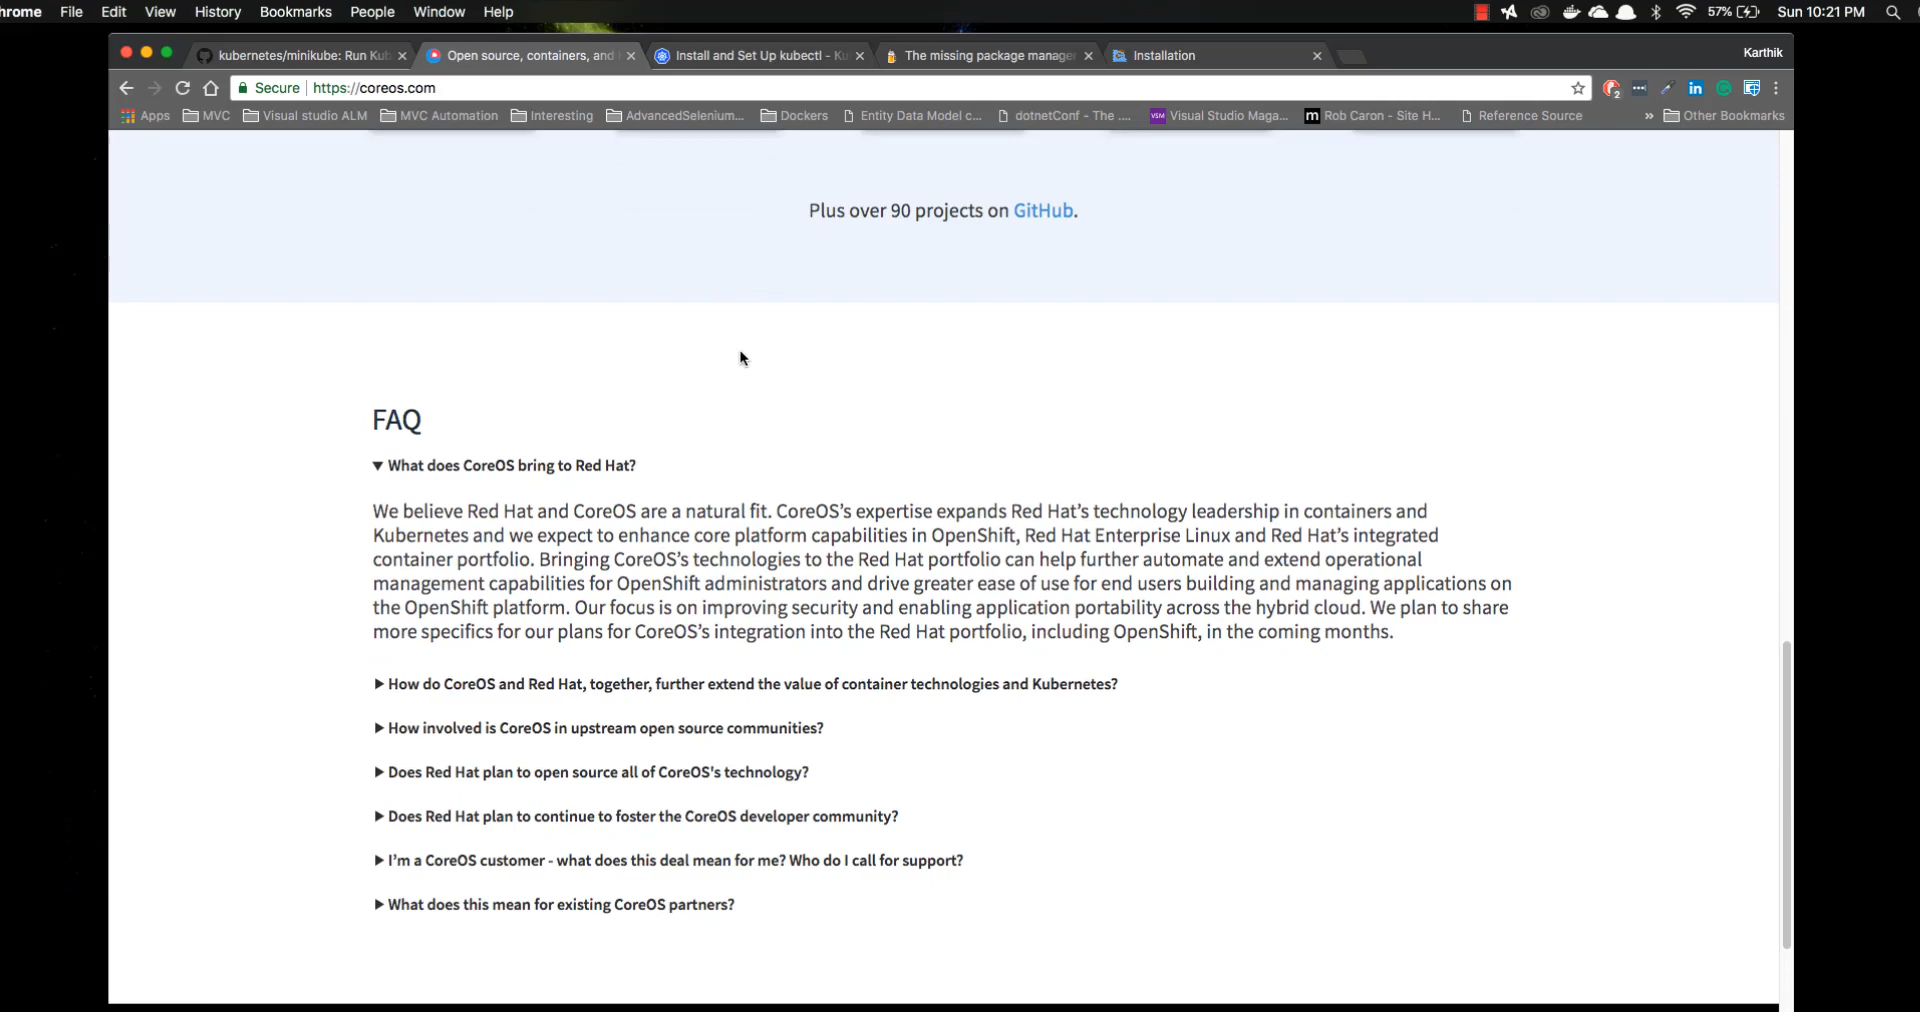 hrome File Edit View History Bookmarks People Window Help 57% Sun 10:21 PM
kubernetes/minikube: Run Kub Open source, containers, and Install and Set Up kubectl - Ku The missing package manage Installation Karthik
Secure https://coreos.com
Apps MVC Visual studio ALM MVC Automation Interesting AdvancedSelenium... Dockers Entity Data Model c... dotnetConf - The .... VSM Visual Studio Maga... m Rob Caron - Site H... Reference Source » Other Bookmarks
Plus over 90 projects on GitHub.
FAQ
▼ What does CoreOS bring to Red Hat?
We believe Red Hat and CoreOS are a natural fit. CoreOS’s expertise expands Red Hat’s technology leadership in containers and
Kubernetes and we expect to enhance core platform capabilities in OpenShift, Red Hat Enterprise Linux and Red Hat’s integrated
container portfolio. Bringing CoreOS’s technologies to the Red Hat portfolio can help further automate and extend operational
management capabilities for OpenShift administrators and drive greater ease of use for end users building and managing applications on
the OpenShift platform. Our focus is on improving security and enabling application portability across the hybrid cloud. We plan to share
more specifics for our plans for CoreOS’s integration into the Red Hat portfolio, including OpenShift, in the coming months.
▶ How do CoreOS and Red Hat, together, further extend the value of container technologies and Kubernetes?
▶ How involved is CoreOS in upstream open source communities?
▶ Does Red Hat plan to open source all of CoreOS's technology?
▶ Does Red Hat plan to continue to foster the CoreOS developer community?
▶ I’m a CoreOS customer - what does this deal mean for me? Who do I call for support?
▶ What does this mean for existing CoreOS partners?